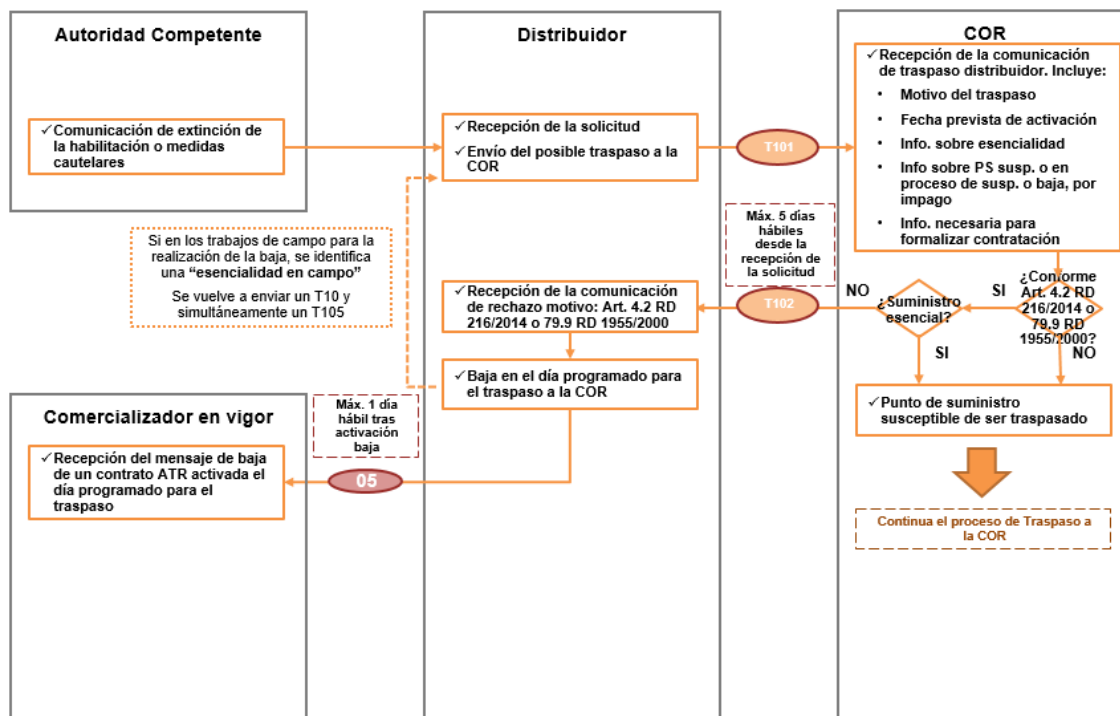 Autoridad Competente
✓Comunicación de extinción de
la habilitación o medidas
cautelares
Distribuidor
✓Recepción de la solicitud
✓Envío del posible traspaso a la
COR
T101
COR
✓Recepción de la comunicación
de traspaso distribuidor. Incluye:
• Motivo del traspaso
• Fecha prevista de activación
• Info. sobre esencialidad
• Info sobre PS susp. o en
proceso de susp. o baja, por
impago
• Info. necesaria para
formalizar contratación
Si en los trabajos de campo para la
realización de la baja, se identifica
una “esencialidad en campo”
Se vuelve a enviar un T10 y
simultáneamente un T105
Máx. 5 días
hábiles
desde la
recepción de
la solicitud
✓Recepción de la comunicación
de rechazo motivo: Art. 4.2 RD
216/2014 o 79.9 RD 1955/2000
T102
NO
¿Suministro
esencial?
SI
SI
¿Conforme
Art. 4.2 RD
216/2014 o
79.9 RD
1955/2000?
NO
✓Baja en el día programado para
el traspaso a la COR
✓Punto de suministro
susceptible de ser traspasado
Continua el proceso de Traspaso a
la COR
Comercializador en vigor
✓Recepción del mensaje de baja
de un contrato ATR activada el
día programado para el
traspaso
Máx. 1 día
hábil tras
activación
baja
05